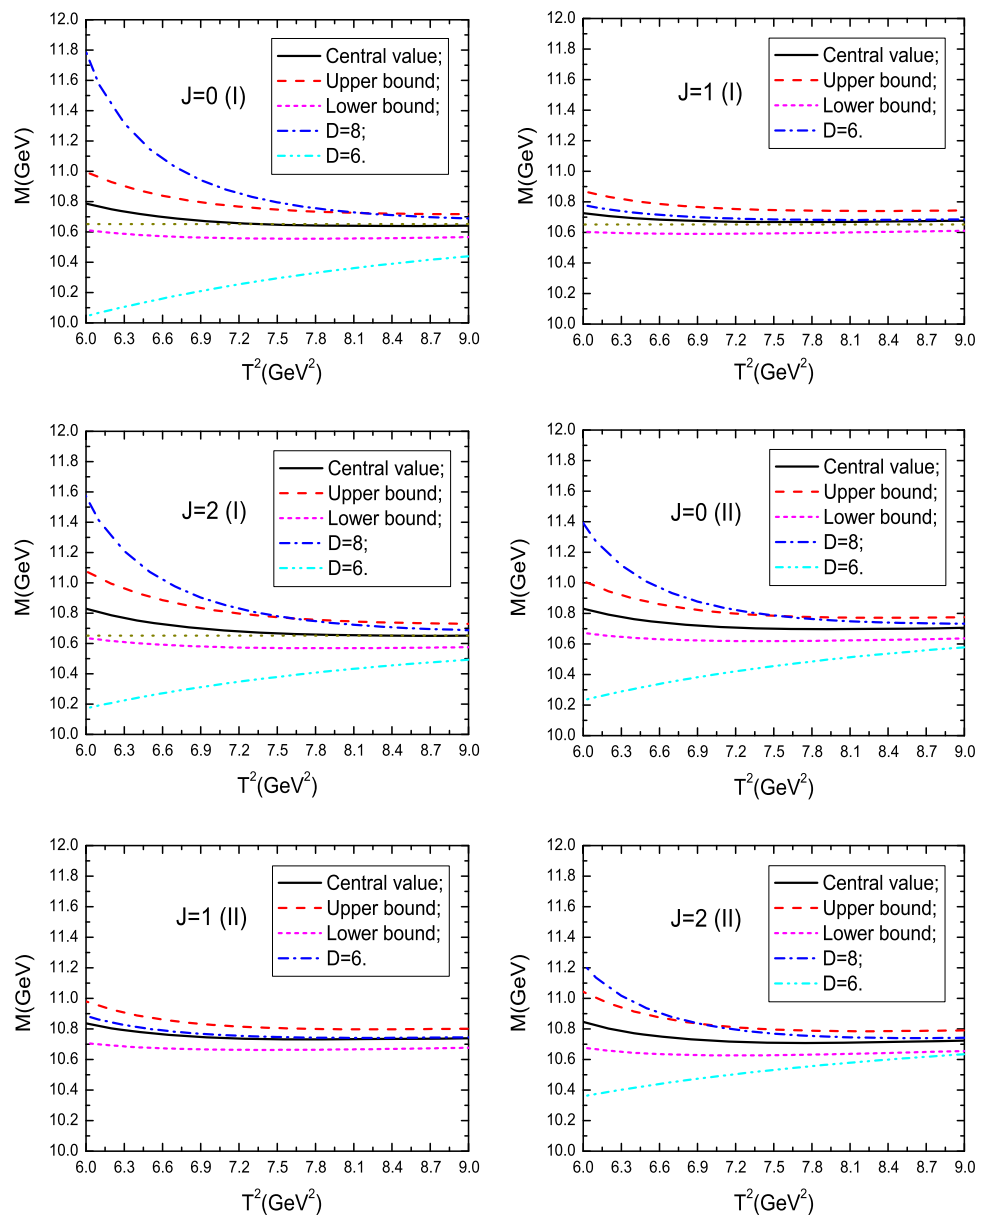 12.0
11.8
11.6
11.4
11.2
11.0
10.8
10.6
10.4
10.2
10.0
M(GeV)
J=0 (I)
Central value;
Upper bound;
Lower bound;
D=8;
D=6.
6.0 6.3 6.6 6.9 7.2 7.5 7.8 8.1 8.4 8.7 9.0
T²(GeV²)
12.0
11.8
11.6
11.4
11.2
11.0
10.8
10.6
10.4
10.2
10.0
M(GeV)
J=1 (I)
Central value;
Upper bound;
Lower bound;
D=6.
6.0 6.3 6.6 6.9 7.2 7.5 7.8 8.1 8.4 8.7 9.0
T²(GeV²)
12.0
11.8
11.6
11.4
11.2
11.0
10.8
10.6
10.4
10.2
10.0
M(GeV)
J=2 (I)
Central value;
Upper bound;
Lower bound;
D=8;
D=6.
6.0 6.3 6.6 6.9 7.2 7.5 7.8 8.1 8.4 8.7 9.0
T²(GeV²)
12.0
11.8
11.6
11.4
11.2
11.0
10.8
10.6
10.4
10.2
10.0
M(GeV)
J=0 (II)
Central value;
Upper bound;
Lower bound;
D=8;
D=6.
6.0 6.3 6.6 6.9 7.2 7.5 7.8 8.1 8.4 8.7 9.0
T²(GeV²)
12.0
11.8
11.6
11.4
11.2
11.0
10.8
10.6
10.4
10.2
10.0
M(GeV)
J=1 (II)
Central value;
Upper bound;
Lower bound;
D=6.
6.0 6.3 6.6 6.9 7.2 7.5 7.8 8.1 8.4 8.7 9.0
T²(GeV²)
12.0
11.8
11.6
11.4
11.2
11.0
10.8
10.6
10.4
10.2
10.0
M(GeV)
J=2 (II)
Central value;
Upper bound;
Lower bound;
D=8;
D=6.
6.0 6.3 6.6 6.9 7.2 7.5 7.8 8.1 8.4 8.7 9.0
T²(GeV²)